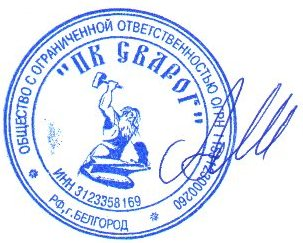 ОБЩЕСТВО С ОГРАНИЧЕННОЙ ОТВЕТСТВЕННОСТЬЮ ОГРН
"ПК СВАРОГ"
ИНН 3123358169
РФ, г. БЕЛГОРОД